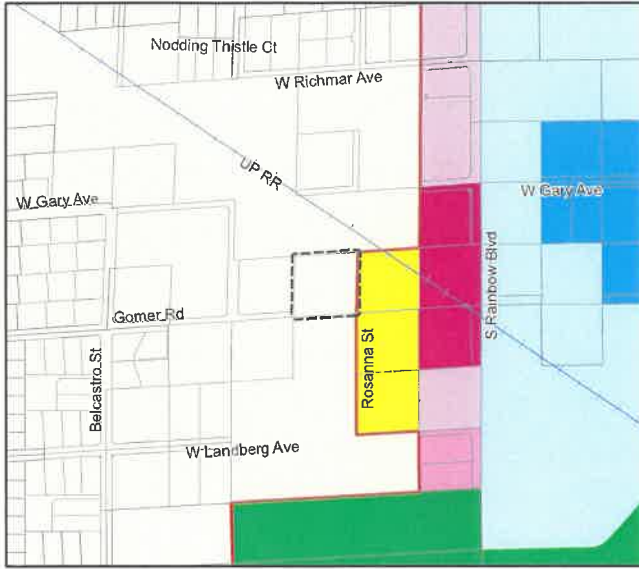 Nodding Thistle Ct
W Richmar Ave
UP RR
W Gary Ave
W Gary Ave
S Rainbow Blvd
Gomer Rd
Rosanna St
Belcastro St
W Landberg Ave